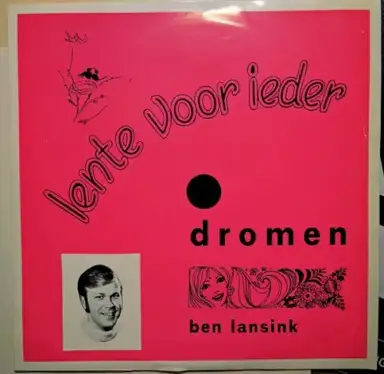 lente voor ieder
dromen
ben lansink